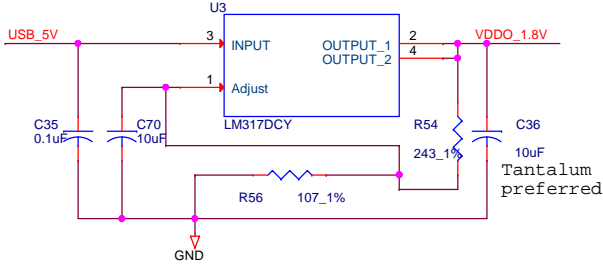 U3
USB_5V
3
INPUT
OUTPUT_1
2
VDDO_1.8V
OUTPUT_2
4
1
Adjust
LM317DCY
C35
0.1uF
C70
10uF
R54
243_1%
C36
10uF
Tantalum
preferred
R56
107_1%
GND